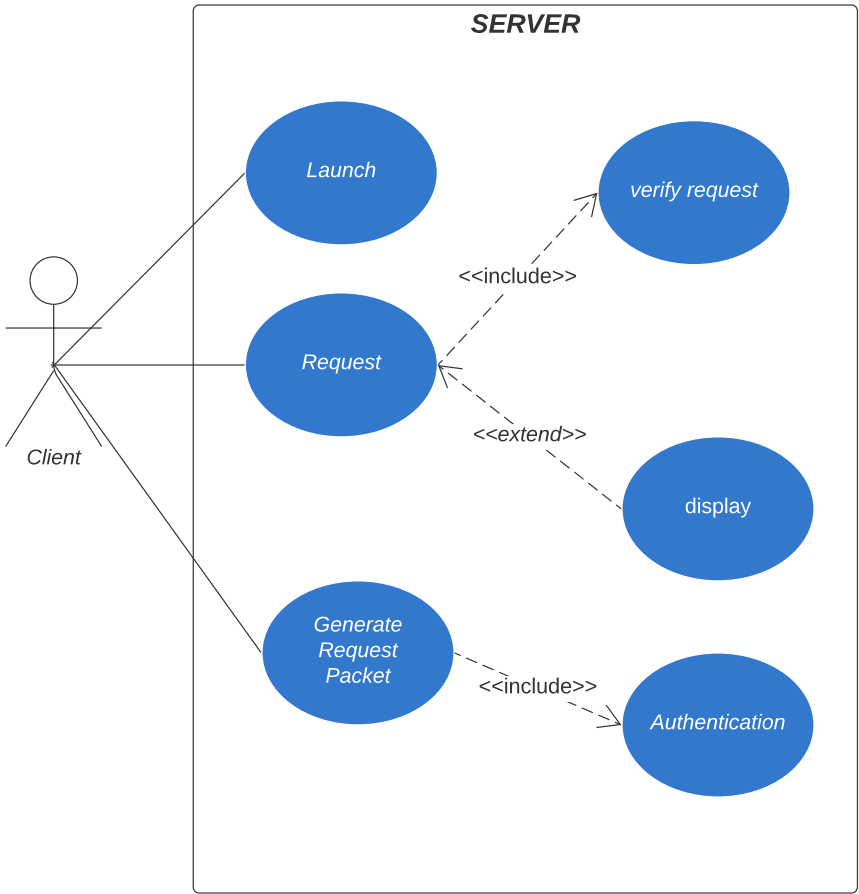 SERVER
Launch
verify request
<<include>>
Request
<<extend>>
Client
display
Generate
Request
Packet
<<include>>
Authentication